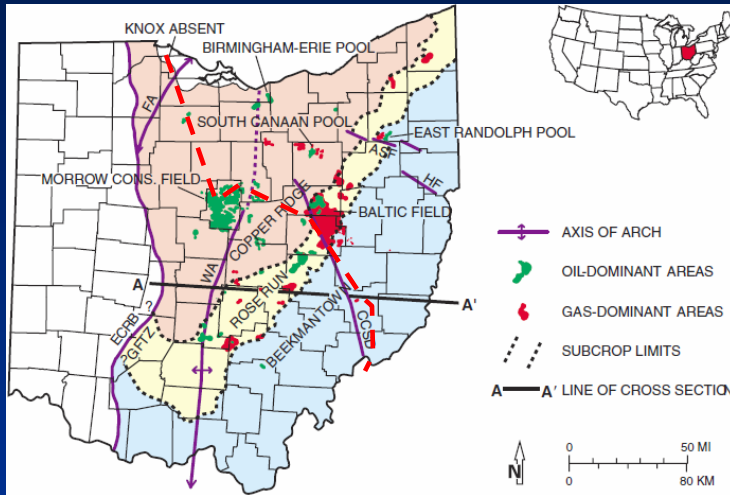 KNOX ABSENT
BIRMINGHAM-ERIE POOL
FA
SOUTH CANAAN POOL
EAST RANDOLPH POOL
ASF
HF
MORROW CONS. FIELD
COPPER RIDGE
BALTIC FIELD
WA
ROSE RUN
BEEKMANTOWN
CCSD
A
A'
ECRB
?
?
GFTZ
AXIS OF ARCH
OIL-DOMINANT AREAS
GAS-DOMINANT AREAS
SUBCROP LIMITS
A A' LINE OF CROSS SECTION
N
0 50 MI
0 80 KM